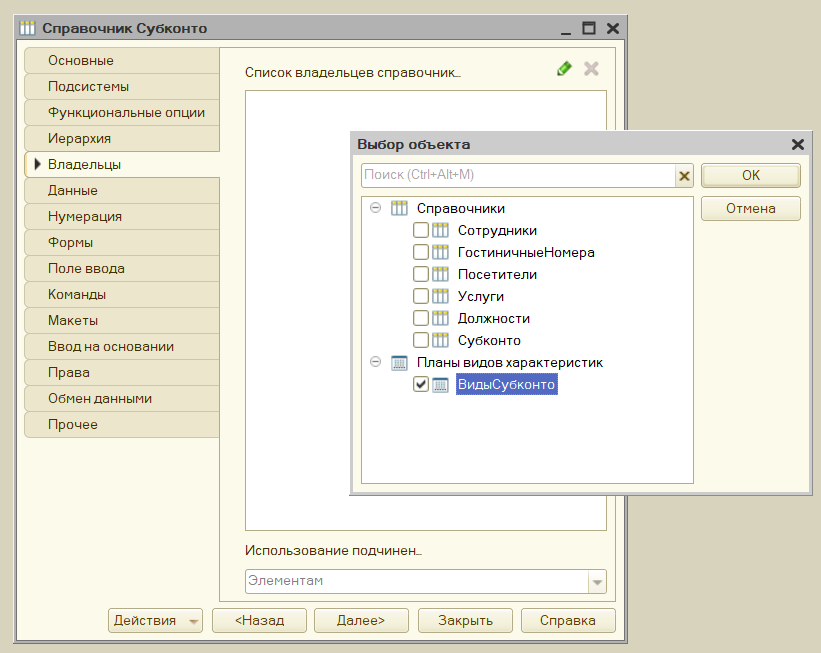 Справочник Субконто
Основные
Подсистемы
Функциональные опции
Иерархия
Владельцы
Данные
Нумерация
Формы
Поле ввода
Команды
Макеты
Ввод на основании
Права
Обмен данными
Прочее
Список владельцев справочник...
Выбор объекта
Поиск (Ctrl+Alt+M)
OK
Отмена
Справочники
Сотрудники
ГостиничныеНомера
Посетители
Услуги
Должности
Субконто
Планы видов характеристик
ВидыСубконто
Использование подчинен...
Элементам
Действия
<Назад
Далее>
Закрыть
Справка